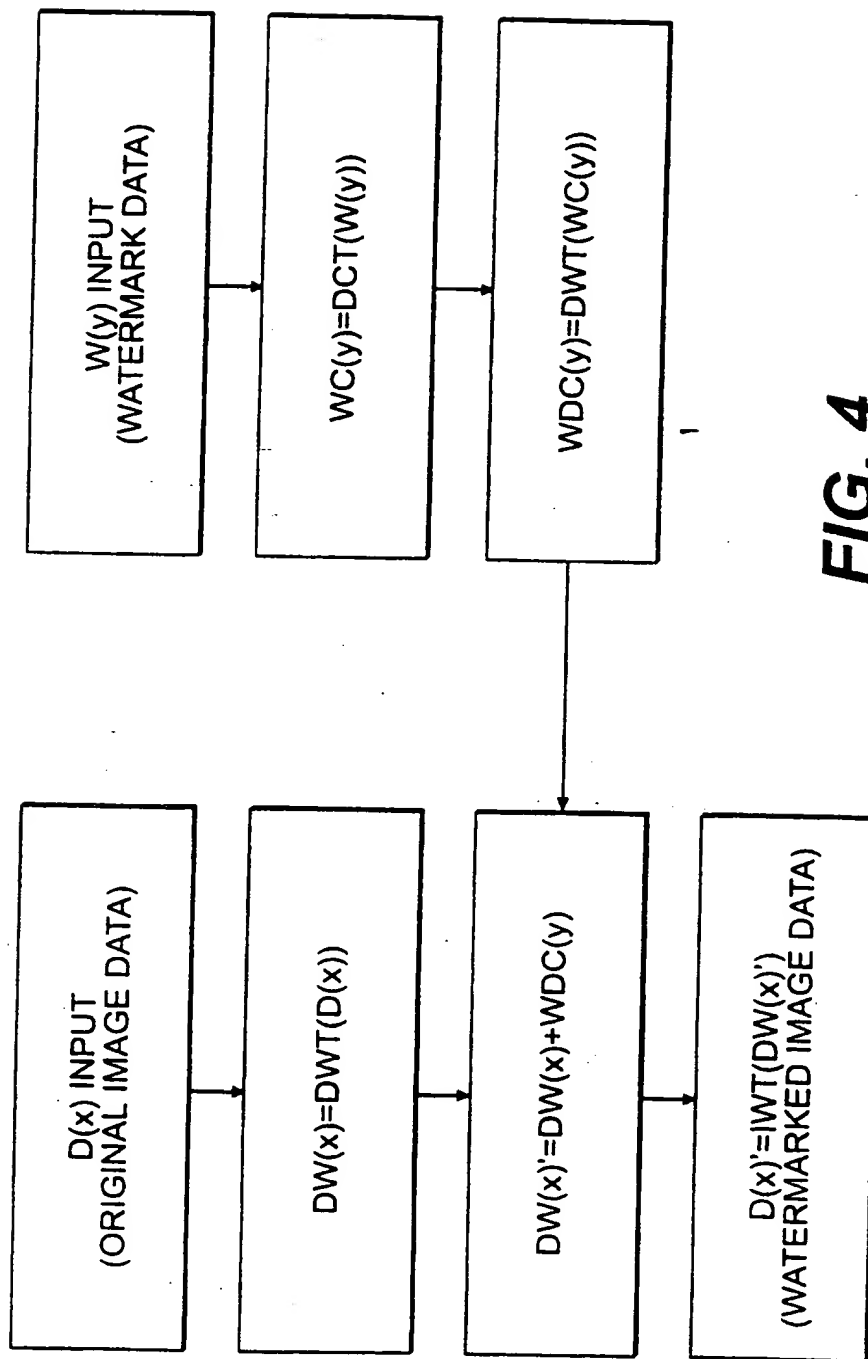 D(x) INPUT
(ORIGINAL IMAGE DATA)
DW(x)=DWT(D(x))
DW(x)'=DW(x)+WDC(y)
D(x)'=IWT(DW(x)')
(WATERMARKED IMAGE DATA)
W(y) INPUT
(WATERMARK DATA)
WC(y)=DCT(W(y))
WDC(y)=DWT(WC(y))
FIG. 4